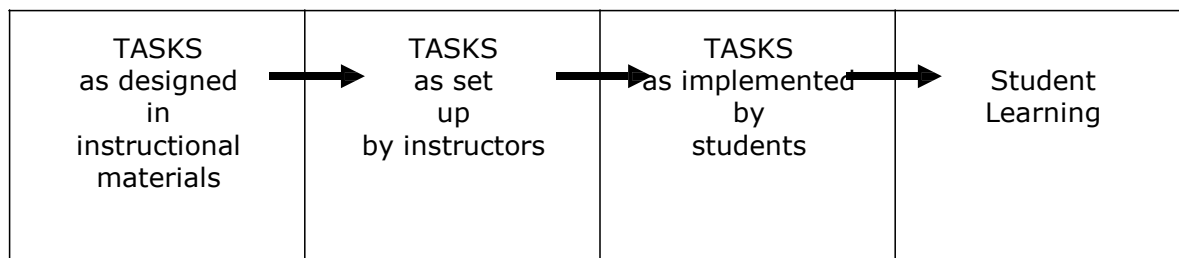 TASKS
as designed
in
instructional
materials
TASKS
as set
up
by instructors
TASKS
as implemented
by
students
Student
Learning